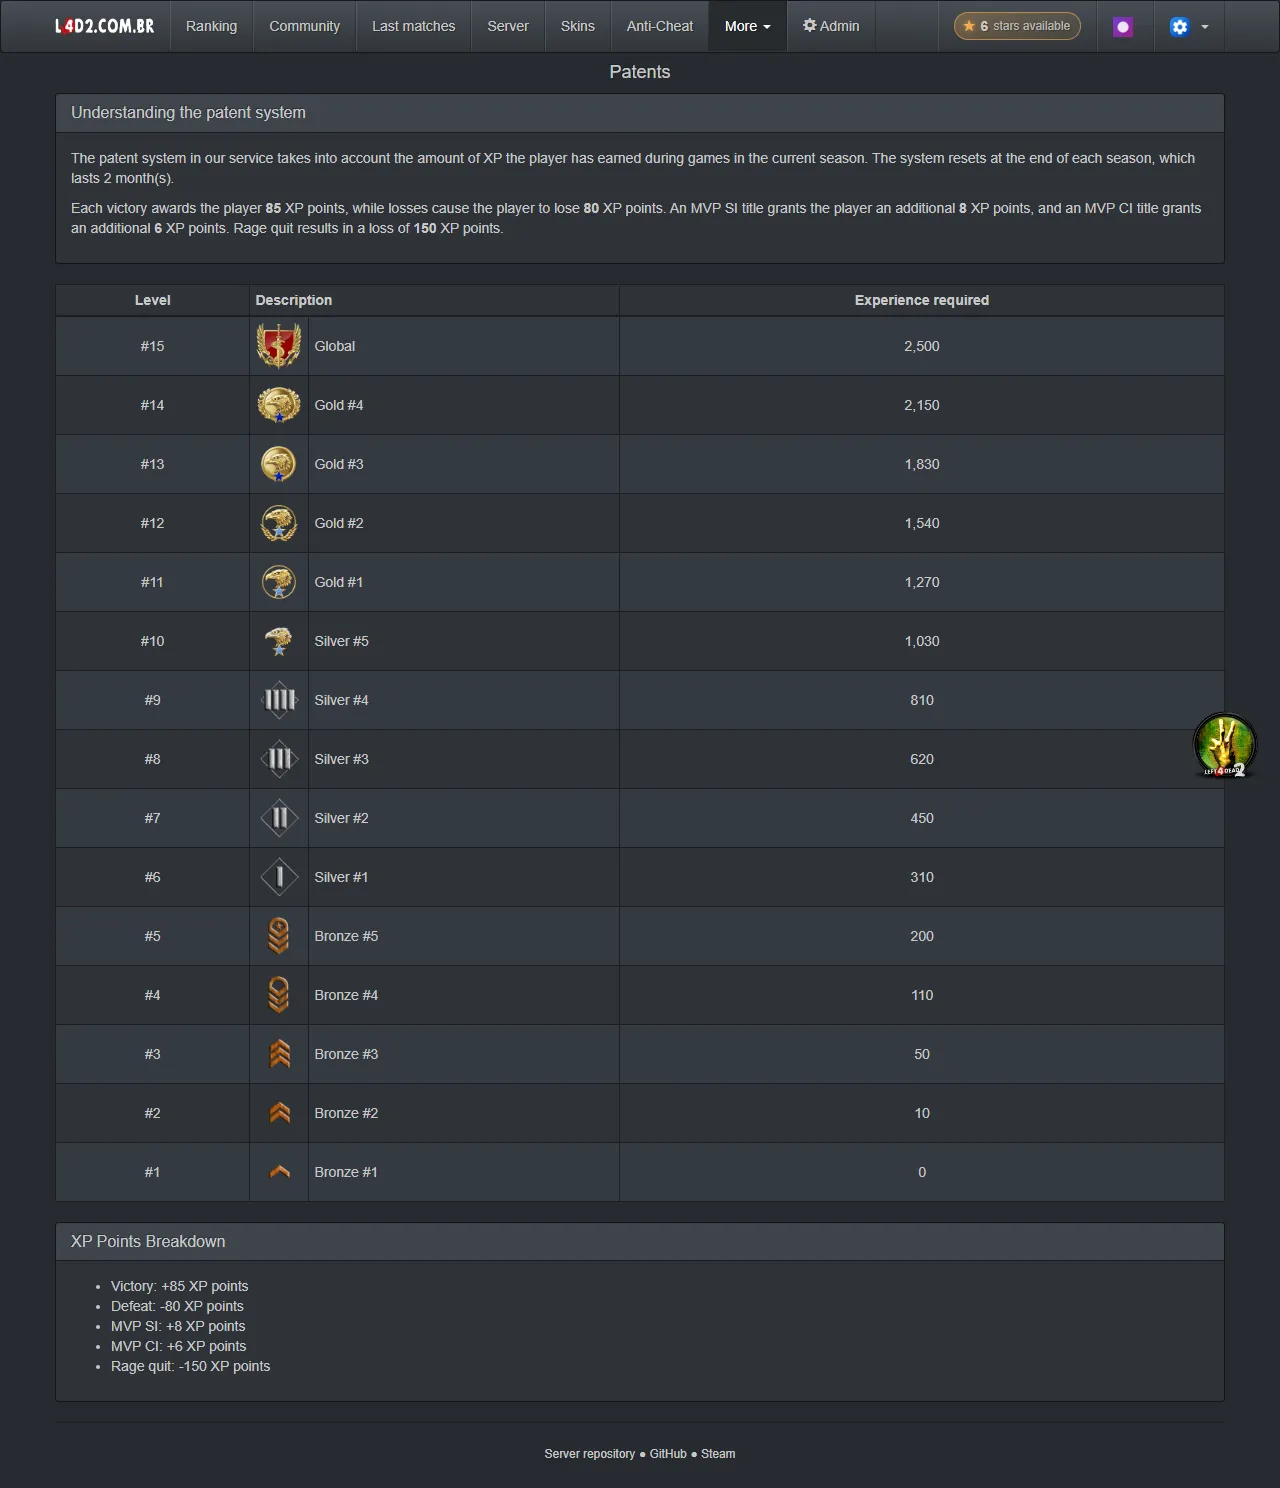 L4D2.COM.BR Ranking Community Last matches Server Skins Anti-Cheat More Admin 6 stars available
Patents
Understanding the patent system
The patent system in our service takes into account the amount of XP the player has earned during games in the current season. The system resets at the end of each season, which
lasts 2 month(s).
Each victory awards the player 85 XP points, while losses cause the player to lose 80 XP points. An MVP SI title grants the player an additional 8 XP points, and an MVP CI title grants
an additional 6 XP points. Rage quit results in a loss of 150 XP points.
Level Description Experience required
#15 Global 2,500
#14 Gold #4 2,150
#13 Gold #3 1,830
#12 Gold #2 1,540
#11 Gold #1 1,270
#10 Silver #5 1,030
#9 Silver #4 810
#8 Silver #3 620
LEFT 4 DEAD 2
#7 Silver #2 450
#6 Silver #1 310
#5 Bronze #5 200
#4 Bronze #4 110
#3 Bronze #3 50
#2 Bronze #2 10
#1 Bronze #1 0
XP Points Breakdown
• Victory: +85 XP points
• Defeat: -80 XP points
• MVP SI: +8 XP points
• MVP CI: +6 XP points
• Rage quit: -150 XP points
Server repository ● GitHub ● Steam